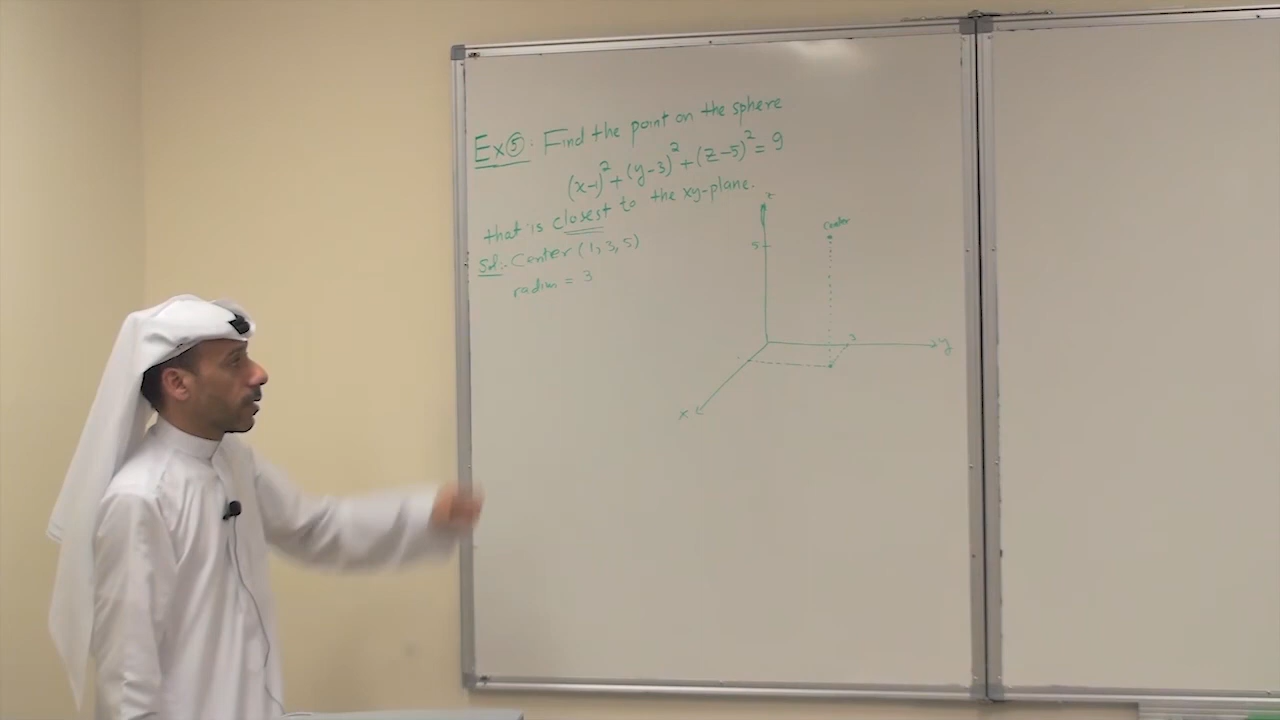 Ex⑤: Find the point on the sphere
(x-1)² + (y-3)² + (z-5)² = 9
that is closest to the xy-plane.
Sol:- Center (1, 3, 5)
radius = 3
z
Center
5
3
y
x